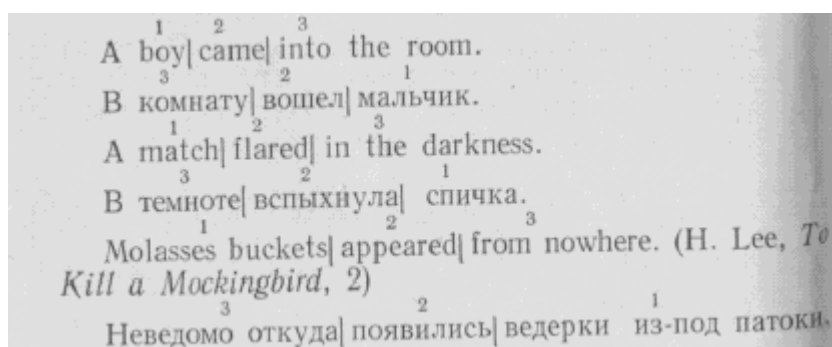 1 2 3
A boy| came| into the room.
3 2 1
В комнату| вошел| мальчик.
1 2 3
A match| flared| in the darkness.
3 2 1
В темноте| вспыхнула| спичка.
1 2 3
Molasses buckets| appeared| from nowhere. (H. Lee, To
Kill a Mockingbird, 2)
3 2 1
Неведомо откуда| появились| ведерки из-под патоки.